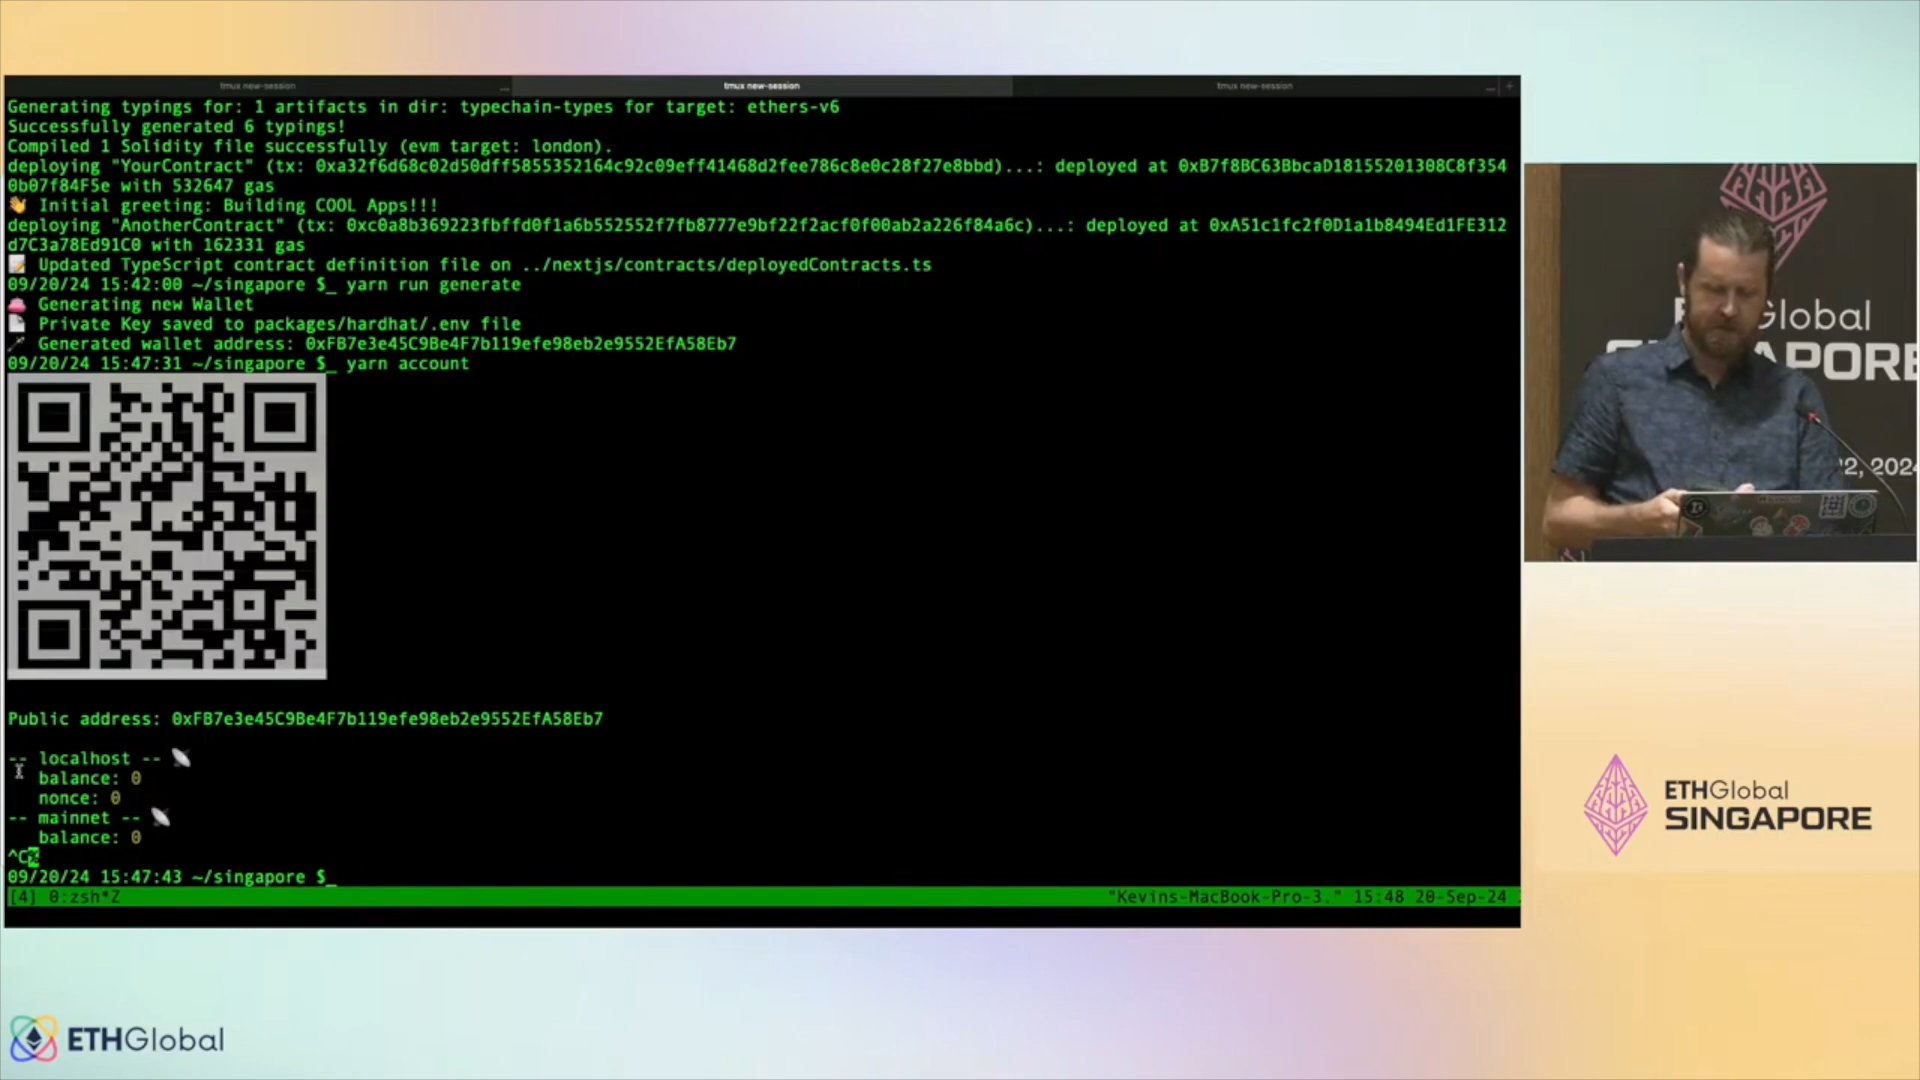 tmux new-session
tmux new-session
tmux new-session
Generating typings for: 1 artifacts in dir: typechain-types for target: ethers-v6
Successfully generated 6 typings!
Compiled 1 Solidity file successfully (evm target: london).
deploying "YourContract" (tx: 0xa32f6d68c02d50dff5855352164c92c09eff41468d2fee786c8e0c28f27e8bbd)...: deployed at 0xB7f8BC63BbcaD18155201308C8f354
0b07f84F5e with 532647 gas
👋 Initial greeting: Building COOL Apps!!!
deploying "AnotherContract" (tx: 0xc0a8b369223fbffd0f1a6b552552f7fb8777e9bf22f2acf0f00ab2a226f84a6c)...: deployed at 0xA51c1fc2f0D1a1b8494Ed1FE312
d7C3a78Ed91C0 with 162331 gas
📝 Updated TypeScript contract definition file on ../nextjs/contracts/deployedContracts.ts
09/20/24 15:42:00 ~/singapore $_ yarn run generate
👛 Generating new Wallet
📄 Private Key saved to packages/hardhat/.env file
🪄 Generated wallet address: 0xFB7e3e45C9Be4F7b119efe98eb2e9552EfA58Eb7
09/20/24 15:47:31 ~/singapore $_ yarn account
Public address: 0xFB7e3e45C9Be4F7b119efe98eb2e9552EfA58Eb7
-- localhost -- 📡
balance: 0
nonce: 0
-- mainnet -- 📡
balance: 0
^C%
09/20/24 15:47:43 ~/singapore $_
[4] 0:zsh*Z "Kevins-MacBook-Pro-3." 15:48 20-Sep-24
Global
APORE
2, 2024
ETHGlobal
SINGAPORE
ETHGlobal